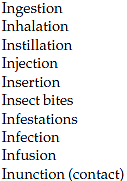 Ingestion
Inhalation
Instillation
Injection
Insertion
Insect bites
Infestations
Infection
Infusion
Inunction (contact)